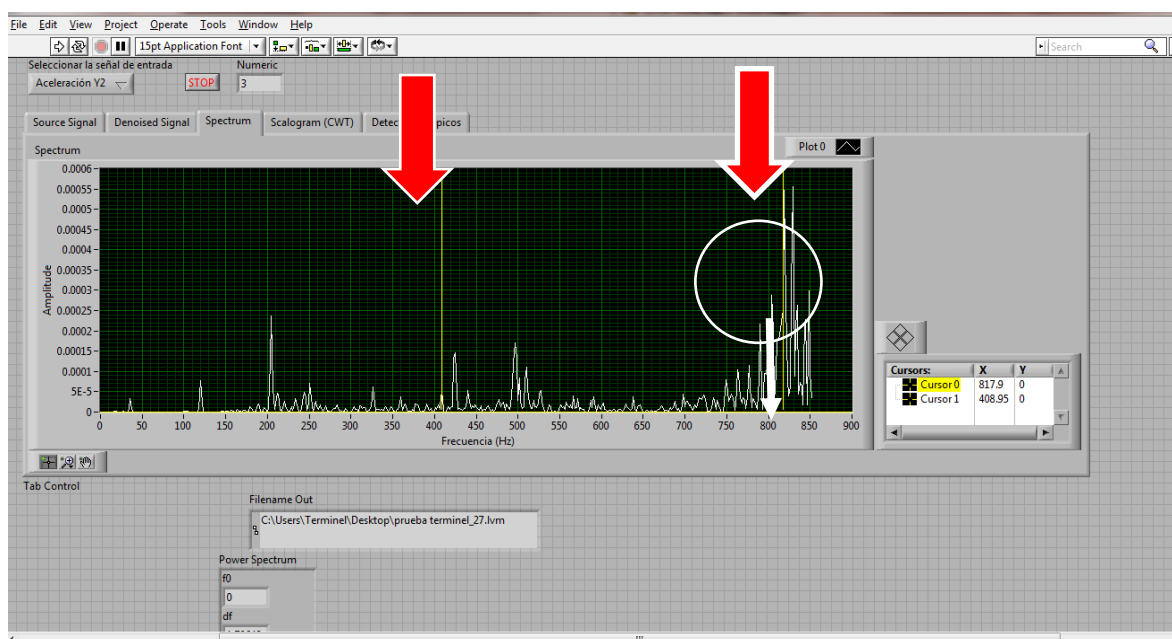 File Edit View Project Operate Tools Window Help
15pt Application Font
Search
Seleccionar la señal de entrada Numeric
Aceleración Y2 STOP 3
Source Signal Denoised Signal Spectrum Scalogram (CWT)
Spectrum Plot 0
0.0006
0.00055
0.0005
0.00045
0.0004
0.00035
0.0003
0.00025
0.0002
0.00015
0.0001
5E-5
0
Amplitude
0 50 100 150 200 250 300 350 400 450 500 550 600 650 700 750 800 850 900
Frecuencia (Hz)
Cursors: X Y
Cursor 0 817.9 0
Cursor 1 408.95 0
Tab Control
Filename Out
C:\Users\Terminel\Desktop\prueba terminel_27.lvm
Power Spectrum
f0
0
df